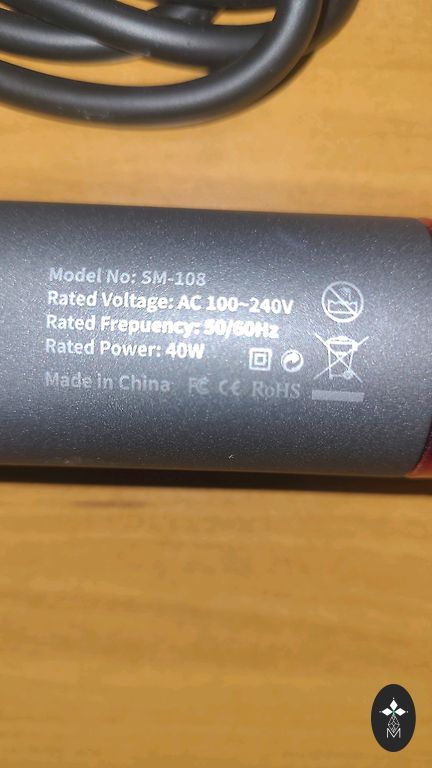 Model No: SM-108
Rated Voltage: AC 100~240V
Rated Frepuency: 50/60Hz
Rated Power: 40W
Made in China FC CE RoHS
M